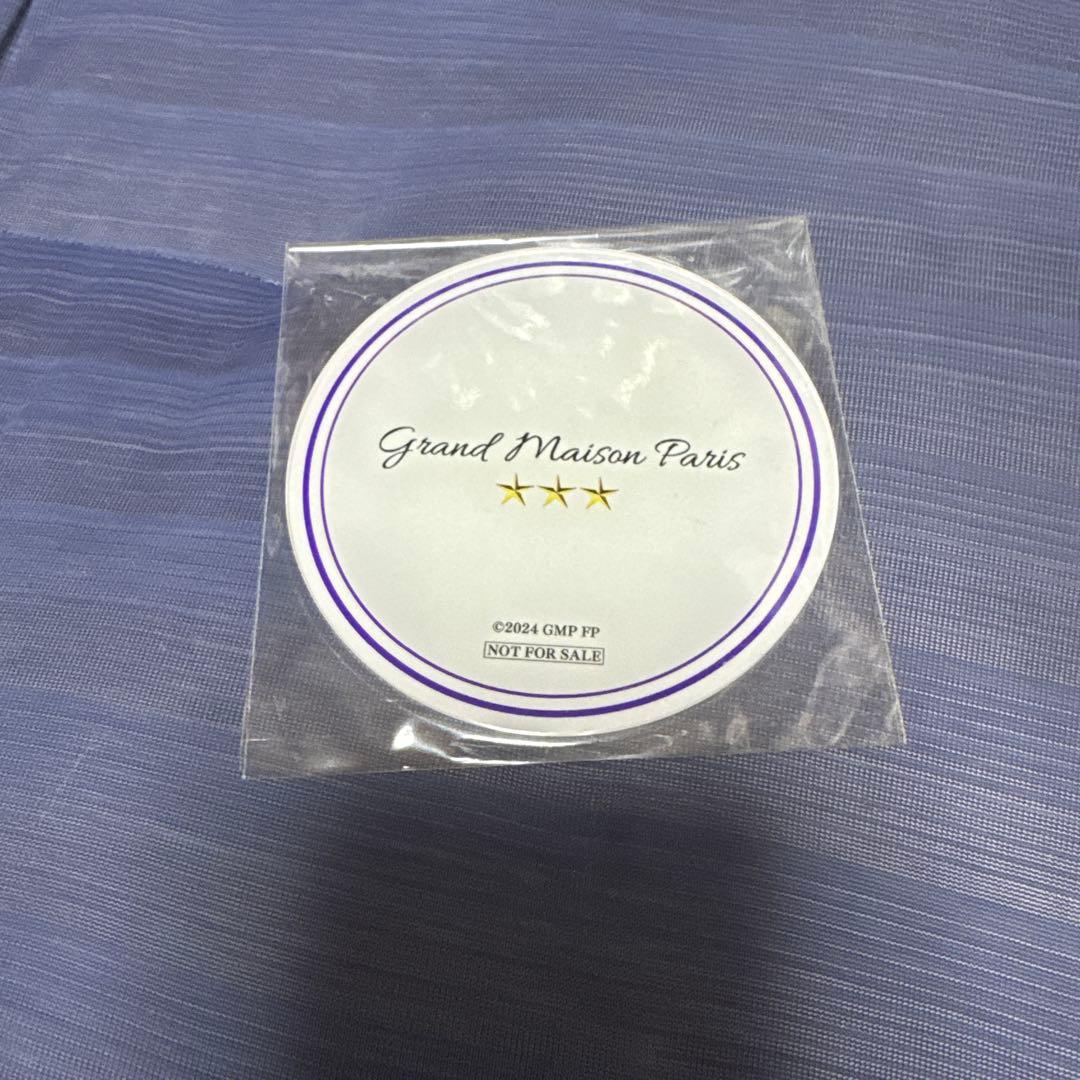 Grand Maison Paris
©2024 GMP FP
NOT FOR SALE